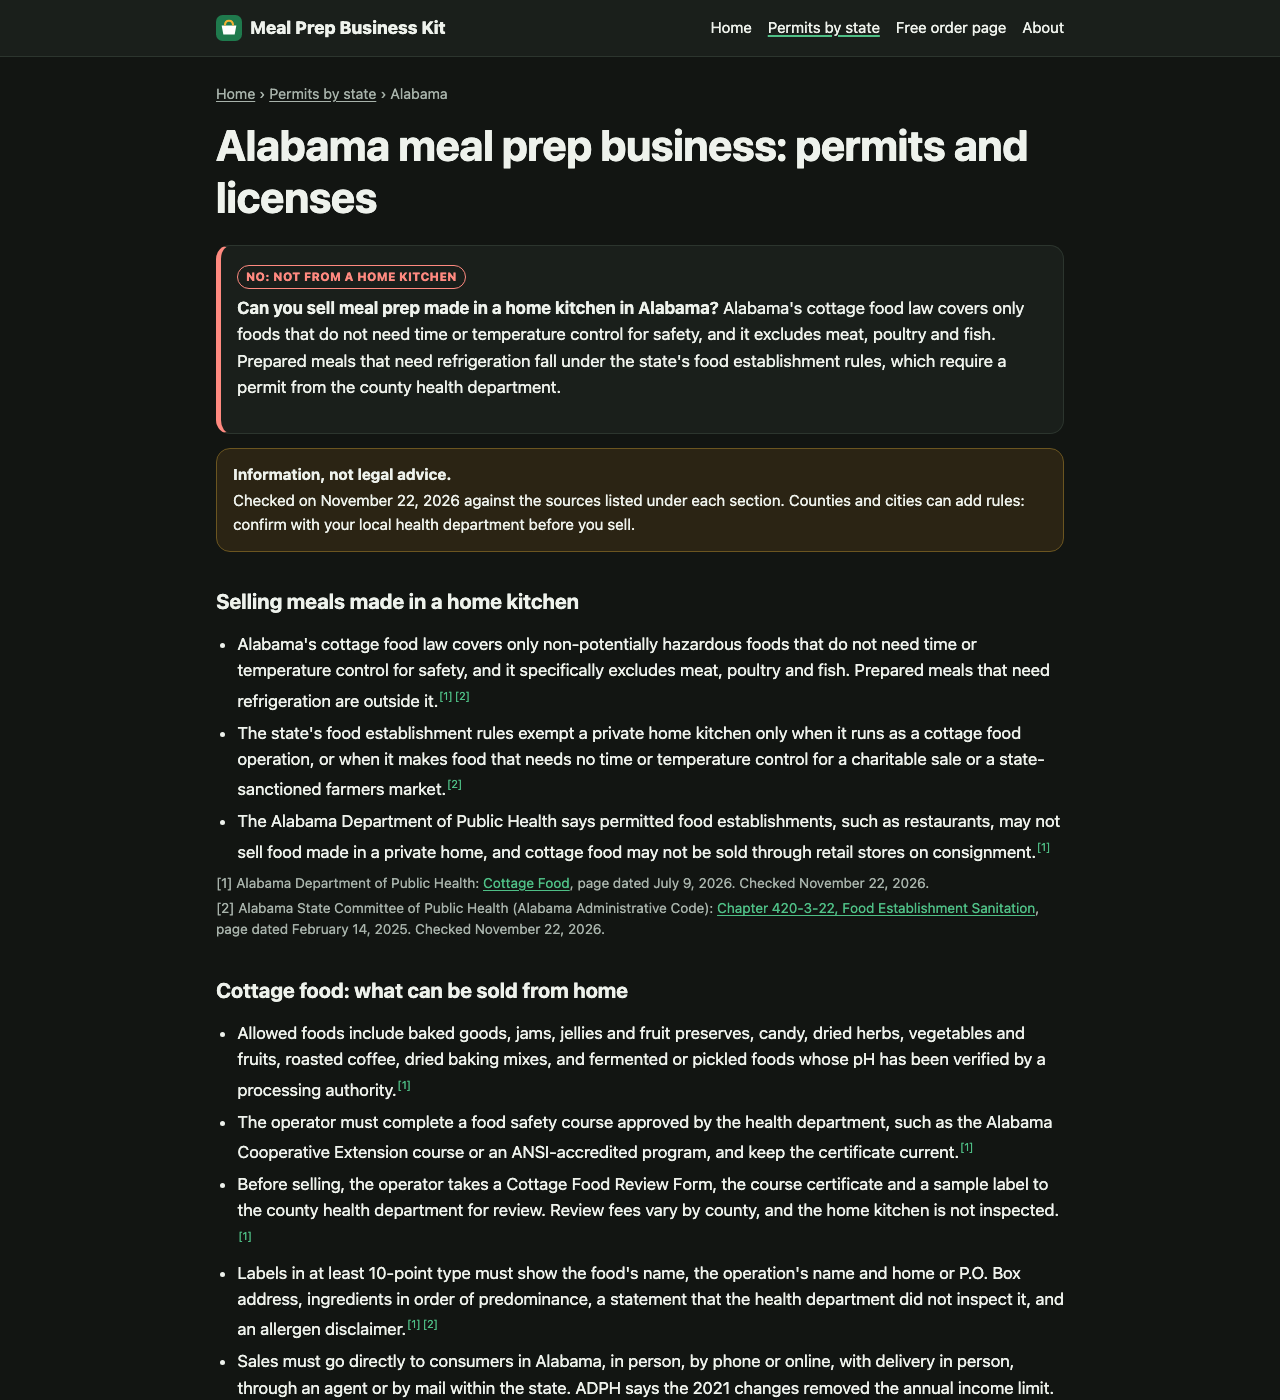 Meal Prep Business Kit
Home Permits by state Free order page About
Home › Permits by state › Alabama
Alabama meal prep business: permits and
licenses
NO: NOT FROM A HOME KITCHEN
Can you sell meal prep made in a home kitchen in Alabama? Alabama's cottage food law covers only
foods that do not need time or temperature control for safety, and it excludes meat, poultry and fish.
Prepared meals that need refrigeration fall under the state's food establishment rules, which require a
permit from the county health department.
Information, not legal advice.
Checked on November 22, 2026 against the sources listed under each section. Counties and cities can add rules:
confirm with your local health department before you sell.
Selling meals made in a home kitchen
• Alabama's cottage food law covers only non-potentially hazardous foods that do not need time or
temperature control for safety, and it specifically excludes meat, poultry and fish. Prepared meals that need
refrigeration are outside it.[1] [2]
• The state's food establishment rules exempt a private home kitchen only when it runs as a cottage food
operation, or when it makes food that needs no time or temperature control for a charitable sale or a state-
sanctioned farmers market.[2]
• The Alabama Department of Public Health says permitted food establishments, such as restaurants, may not
sell food made in a private home, and cottage food may not be sold through retail stores on consignment.[1]
[1] Alabama Department of Public Health: Cottage Food, page dated July 9, 2026. Checked November 22, 2026.
[2] Alabama State Committee of Public Health (Alabama Administrative Code): Chapter 420-3-22, Food Establishment Sanitation,
page dated February 14, 2025. Checked November 22, 2026.
Cottage food: what can be sold from home
• Allowed foods include baked goods, jams, jellies and fruit preserves, candy, dried herbs, vegetables and
fruits, roasted coffee, dried baking mixes, and fermented or pickled foods whose pH has been verified by a
processing authority.[1]
• The operator must complete a food safety course approved by the health department, such as the Alabama
Cooperative Extension course or an ANSI-accredited program, and keep the certificate current.[1]
• Before selling, the operator takes a Cottage Food Review Form, the course certificate and a sample label to
the county health department for review. Review fees vary by county, and the home kitchen is not inspected.
[1]
• Labels in at least 10-point type must show the food's name, the operation's name and home or P.O. Box
address, ingredients in order of predominance, a statement that the health department did not inspect it, and
an allergen disclaimer.[1] [2]
• Sales must go directly to consumers in Alabama, in person, by phone or online, with delivery in person,
through an agent or by mail within the state. ADPH says the 2021 changes removed the annual income limit.